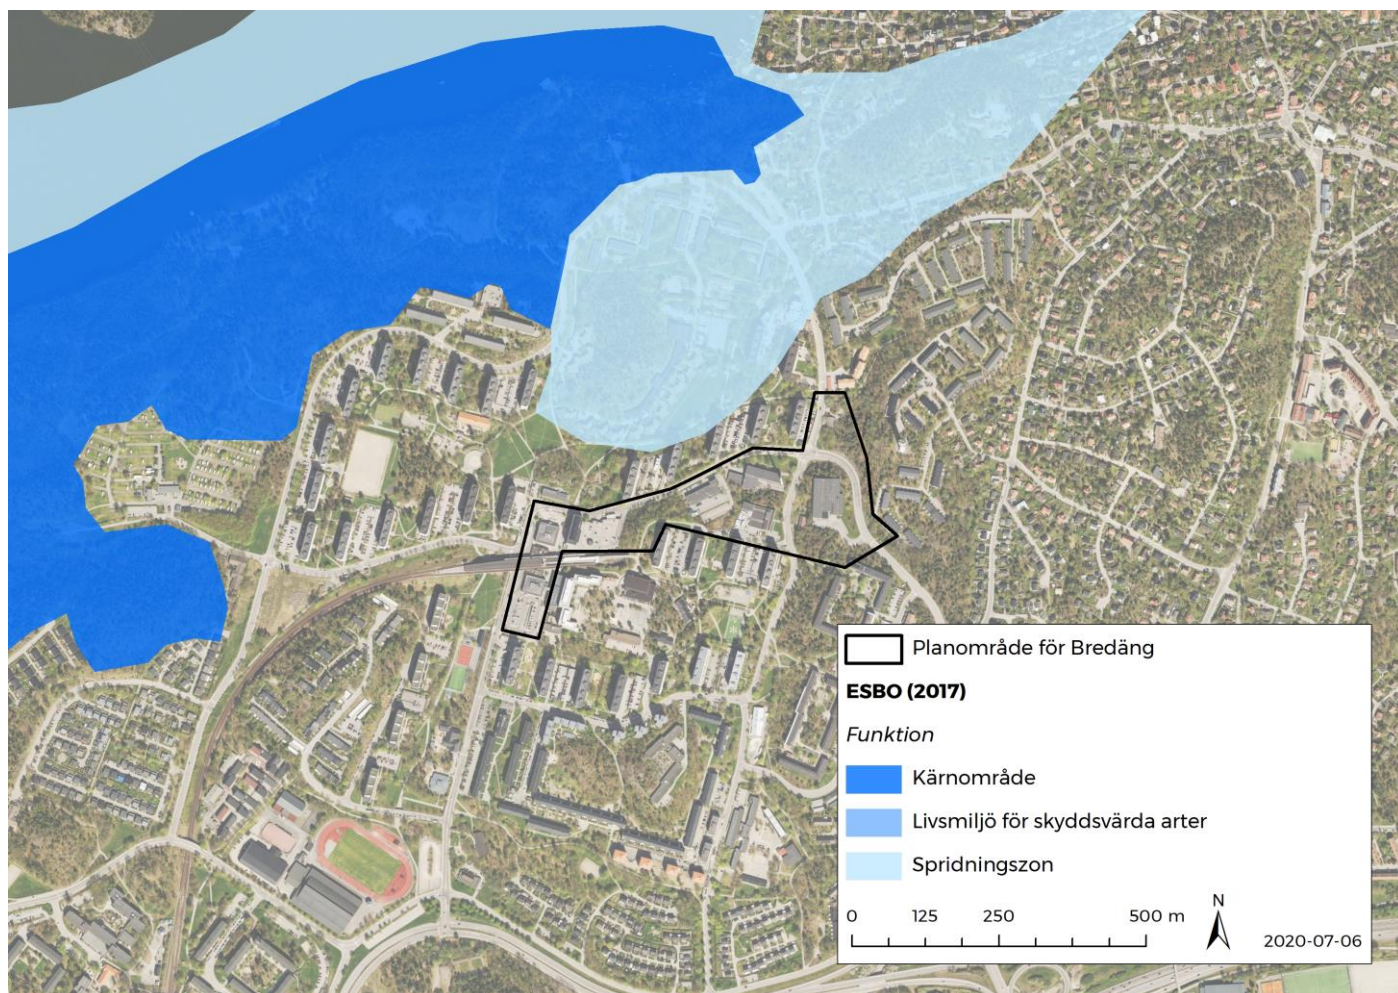 Planområde för Bredäng
ESBO (2017)
Funktion
Kärnområde
Livsmiljö för skyddsvärda arter
Spridningszon
0 125 250 500 m
N
2020-07-06